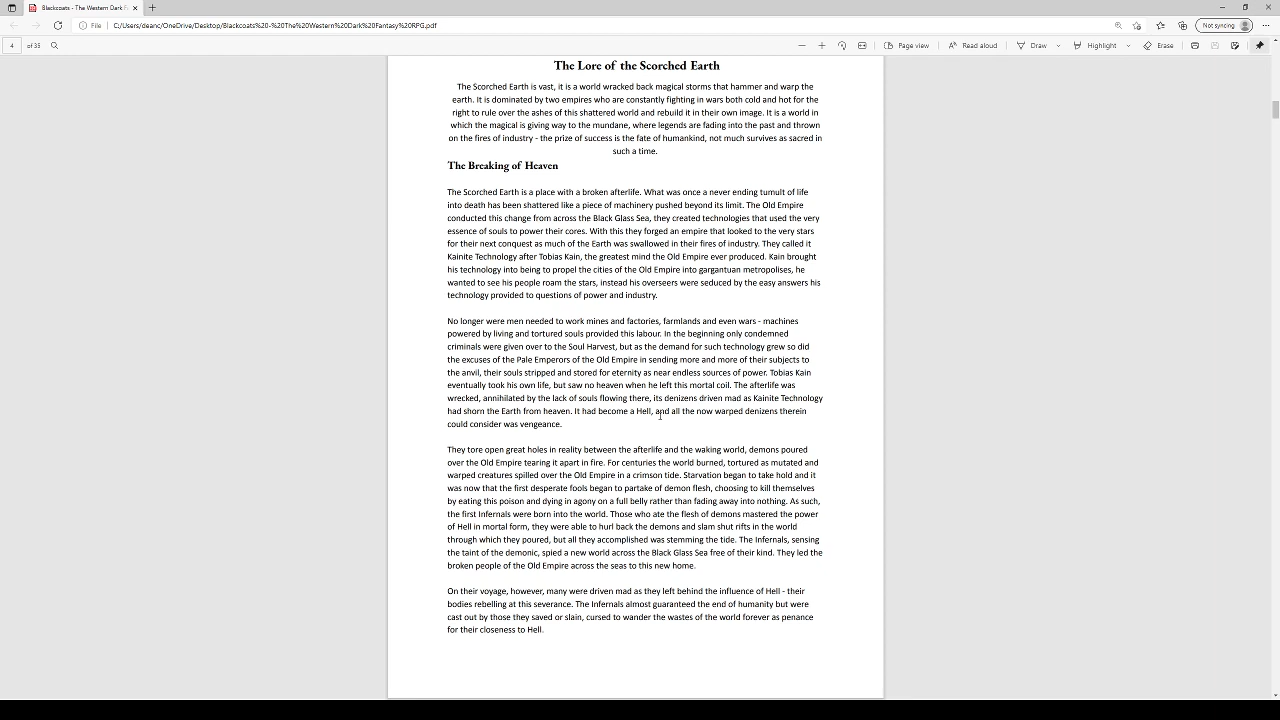 Blackcoats - The Western Dark F
File
C:/Users/deanc/OneDrive/Desktop/Blackcoats%20-%20The%20Western%20Dark%20Fantasy%20RPG.pdf
Not syncing
4 of 35
Page view
Read aloud
Draw
Highlight
Erase
The Lore of the Scorched Earth
The Scorched Earth is vast, it is a world wracked back magical storms that hammer and warp the
earth. It is dominated by two empires who are constantly fighting in wars both cold and hot for the
right to rule over the ashes of this shattered world and rebuild it in their own image. It is a world in
which the magical is giving way to the mundane, where legends are fading into the past and thrown
on the fires of industry - the prize of success is the fate of humankind, not much survives as sacred in
such a time.
The Breaking of Heaven
The Scorched Earth is a place with a broken afterlife. What was once a never ending tumult of life
into death has been shattered like a piece of machinery pushed beyond its limit. The Old Empire
conducted this change from across the Black Glass Sea, they created technologies that used the very
essence of souls to power their cores. With this they forged an empire that looked to the very stars
for their next conquest as much of the Earth was swallowed in their fires of industry. They called it
Kainite Technology after Tobias Kain, the greatest mind the Old Empire ever produced. Kain brought
his technology into being to propel the cities of the Old Empire into gargantuan metropolises, he
wanted to see his people roam the stars, instead his overseers were seduced by the easy answers his
technology provided to questions of power and industry.
No longer were men needed to work mines and factories, farmlands and even wars - machines
powered by living and tortured souls provided this labour. In the beginning only condemned
criminals were given over to the Soul Harvest, but as the demand for such technology grew so did
the excuses of the Pale Emperors of the Old Empire in sending more and more of their subjects to
the anvil, their souls stripped and stored for eternity as near endless sources of power. Tobias Kain
eventually took his own life, but saw no heaven when he left this mortal coil. The afterlife was
wrecked, annihilated by the lack of souls flowing there, its denizens driven mad as Kainite Technology
had shorn the Earth from heaven. It had become a Hell, and all the now warped denizens therein
could consider was vengeance.
They tore open great holes in reality between the afterlife and the waking world, demons poured
over the Old Empire tearing it apart in fire. For centuries the world burned, tortured as mutated and
warped creatures spilled over the Old Empire in a crimson tide. Starvation began to take hold and it
was now that the first desperate fools began to partake of demon flesh, choosing to kill themselves
by eating this poison and dying in agony on a full belly rather than fading away into nothing. As such,
the first Infernals were born into the world. Those who ate the flesh of demons mastered the power
of Hell in mortal form, they were able to hurl back the demons and slam shut rifts in the world
through which they poured, but all they accomplished was stemming the tide. The Infernals, sensing
the taint of the demonic, spied a new world across the Black Glass Sea free of their kind. They led the
broken people of the Old Empire across the seas to this new home.
On their voyage, however, many were driven mad as they left behind the influence of Hell - their
bodies rebelling at this severance. The Infernals almost guaranteed the end of humanity but were
cast out by those they saved or slain, cursed to wander the wastes of the world forever as penance
for their closeness to Hell.